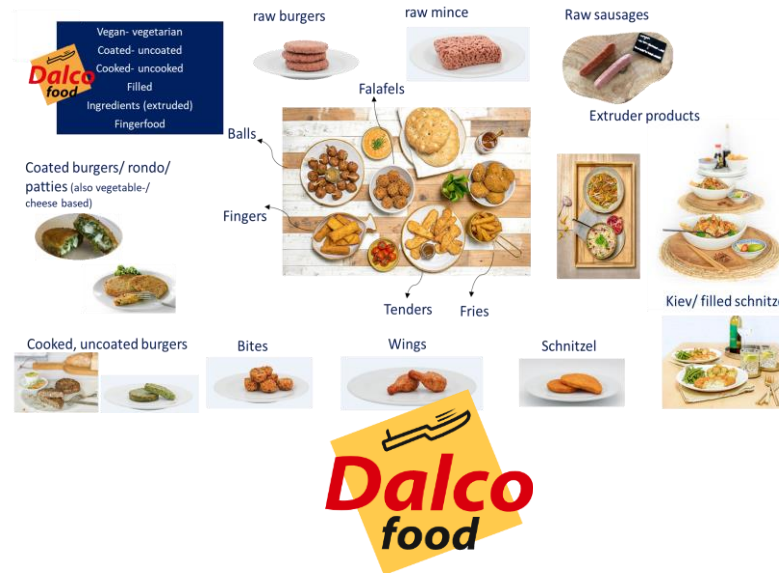 Vegan- vegetarian
Coated- uncoated
Cooked- uncooked
Filled
Ingredients (extruded)
Fingerfood
Dalco
food
raw burgers
raw mince
Raw sausages
Falafels
Extruder products
Balls
Coated burgers/ rondo/
patties (also vegetable-/
cheese based)
Fingers
Tenders
Fries
Kiev/ filled schnitze
Cooked, uncoated burgers
Bites
Wings
Schnitzel
Dalco
food